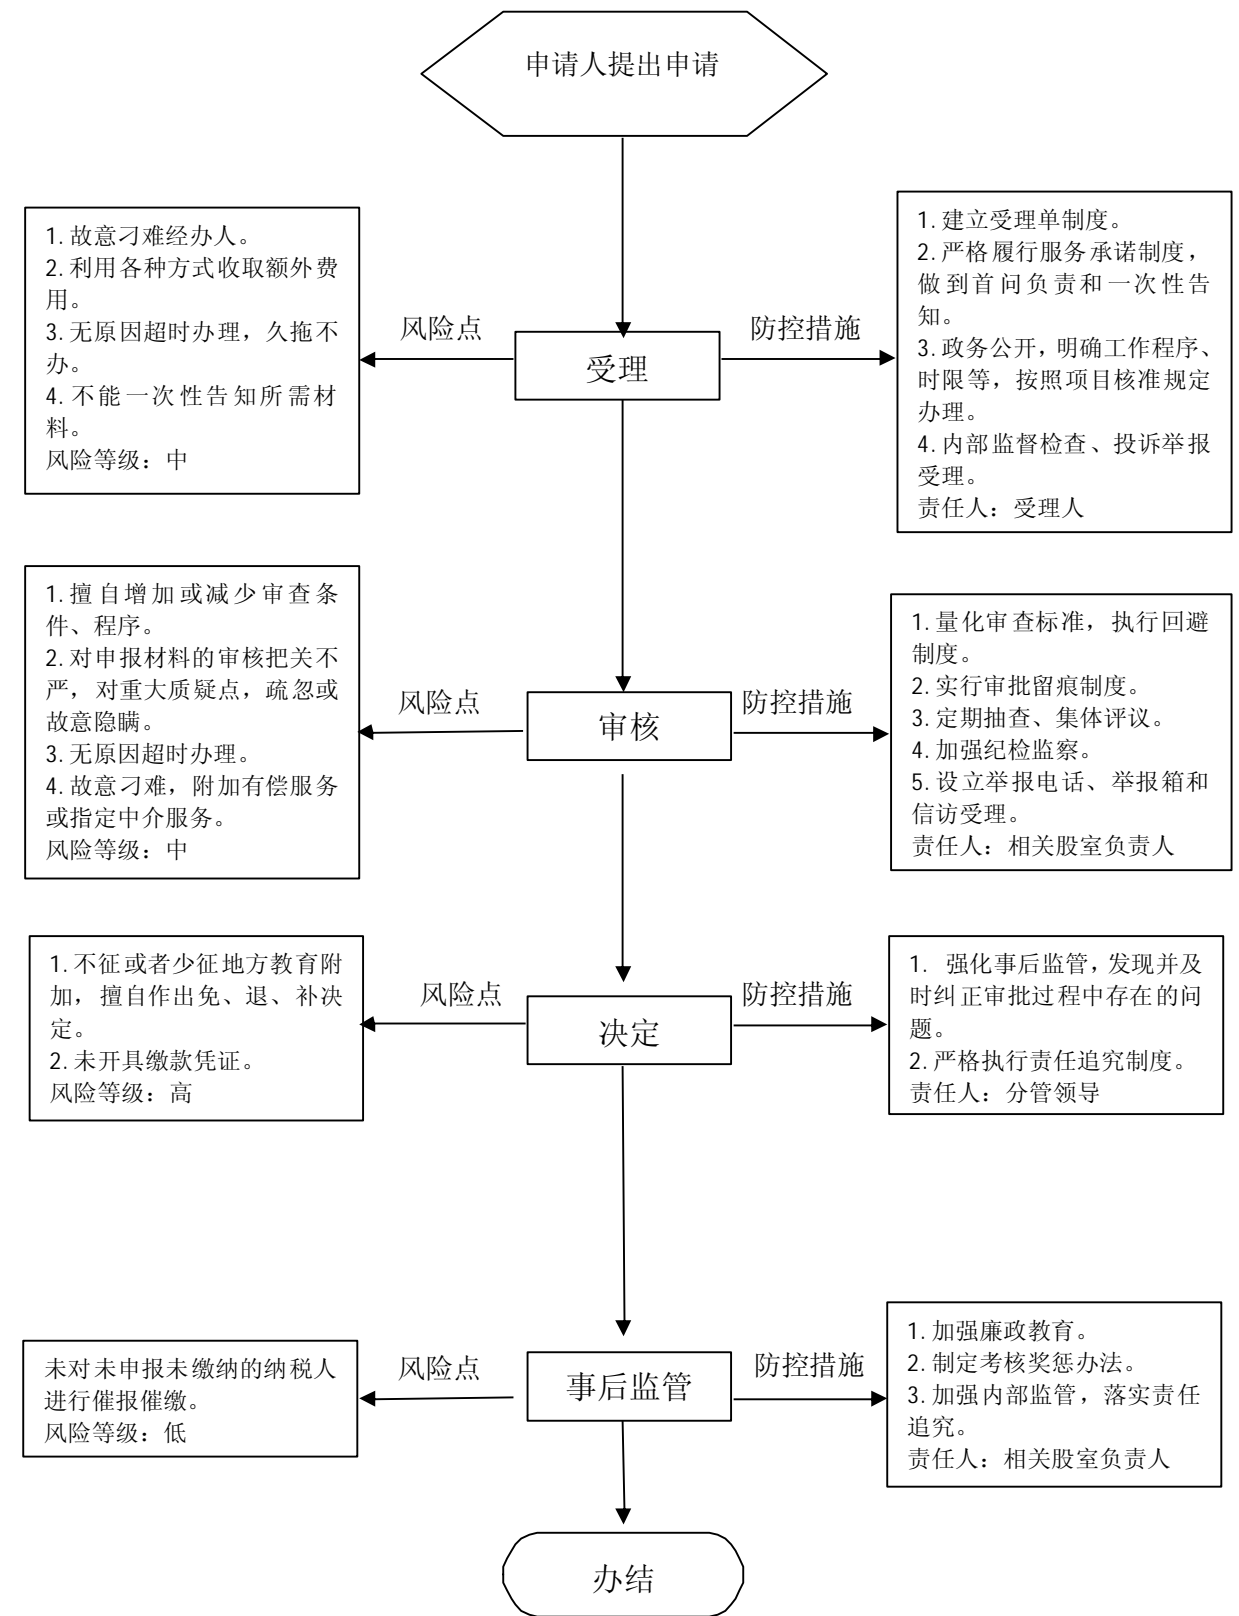 申请人提出申请
1.故意刁难经办人。
2.利用各种方式收取额外费
用。
3.无原因超时办理，久拖不
办。
4.不能一次性告知所需材
料。
风险等级：中
风险点
受理
防控措施
1.建立受理单制度。
2.严格履行服务承诺制度，
做到首问负责和一次性告
知。
3.政务公开，明确工作程序、
时限等，按照项目核准规定
办理。
4.内部监督检查、投诉举报
受理。
责任人：受理人
1.擅自增加或减少审查条
件、程序。
2.对申报材料的审核把关不
严，对重大质疑点，疏忽或
故意隐瞒。
3.无原因超时办理。
4.故意刁难，附加有偿服务
或指定中介服务。
风险等级：中
风险点
审核
防控措施
1.量化审查标准，执行回避
制度。
2.实行审批留痕制度。
3.定期抽查、集体评议。
4.加强纪检监察。
5.设立举报电话、举报箱和
信访受理。
责任人：相关股室负责人
1.不征或者少征地方教育附
加，擅自作出免、退、补决
定。
2.未开具缴款凭证。
风险等级：高
风险点
决定
防控措施
1. 强化事后监管，发现并及
时纠正审批过程中存在的问
题。
2.严格执行责任追究制度。
责任人：分管领导
未对未申报未缴纳的纳税人
进行催报催缴。
风险等级：低
风险点
事后监管
防控措施
1.加强廉政教育。
2.制定考核奖惩办法。
3.加强内部监管，落实责任
追究。
责任人：相关股室负责人
办结